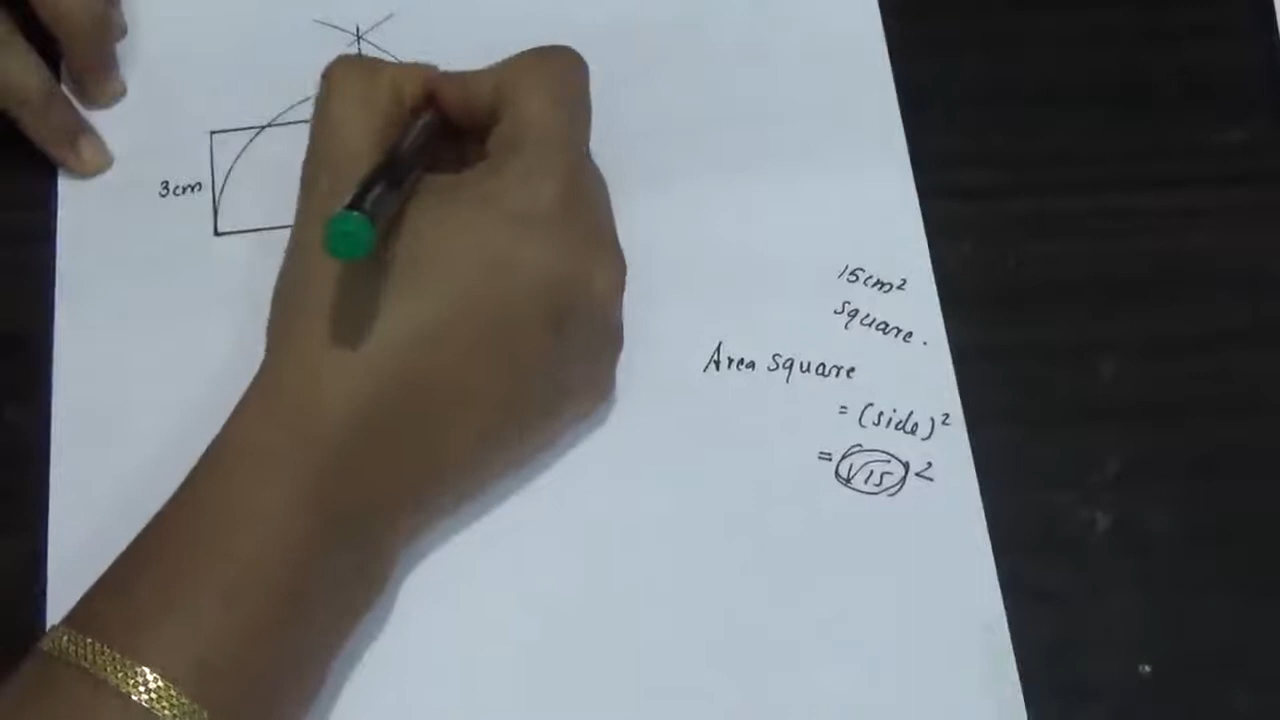 3cm
15cm²
square.
Area square
= (side)²
= (√15)²